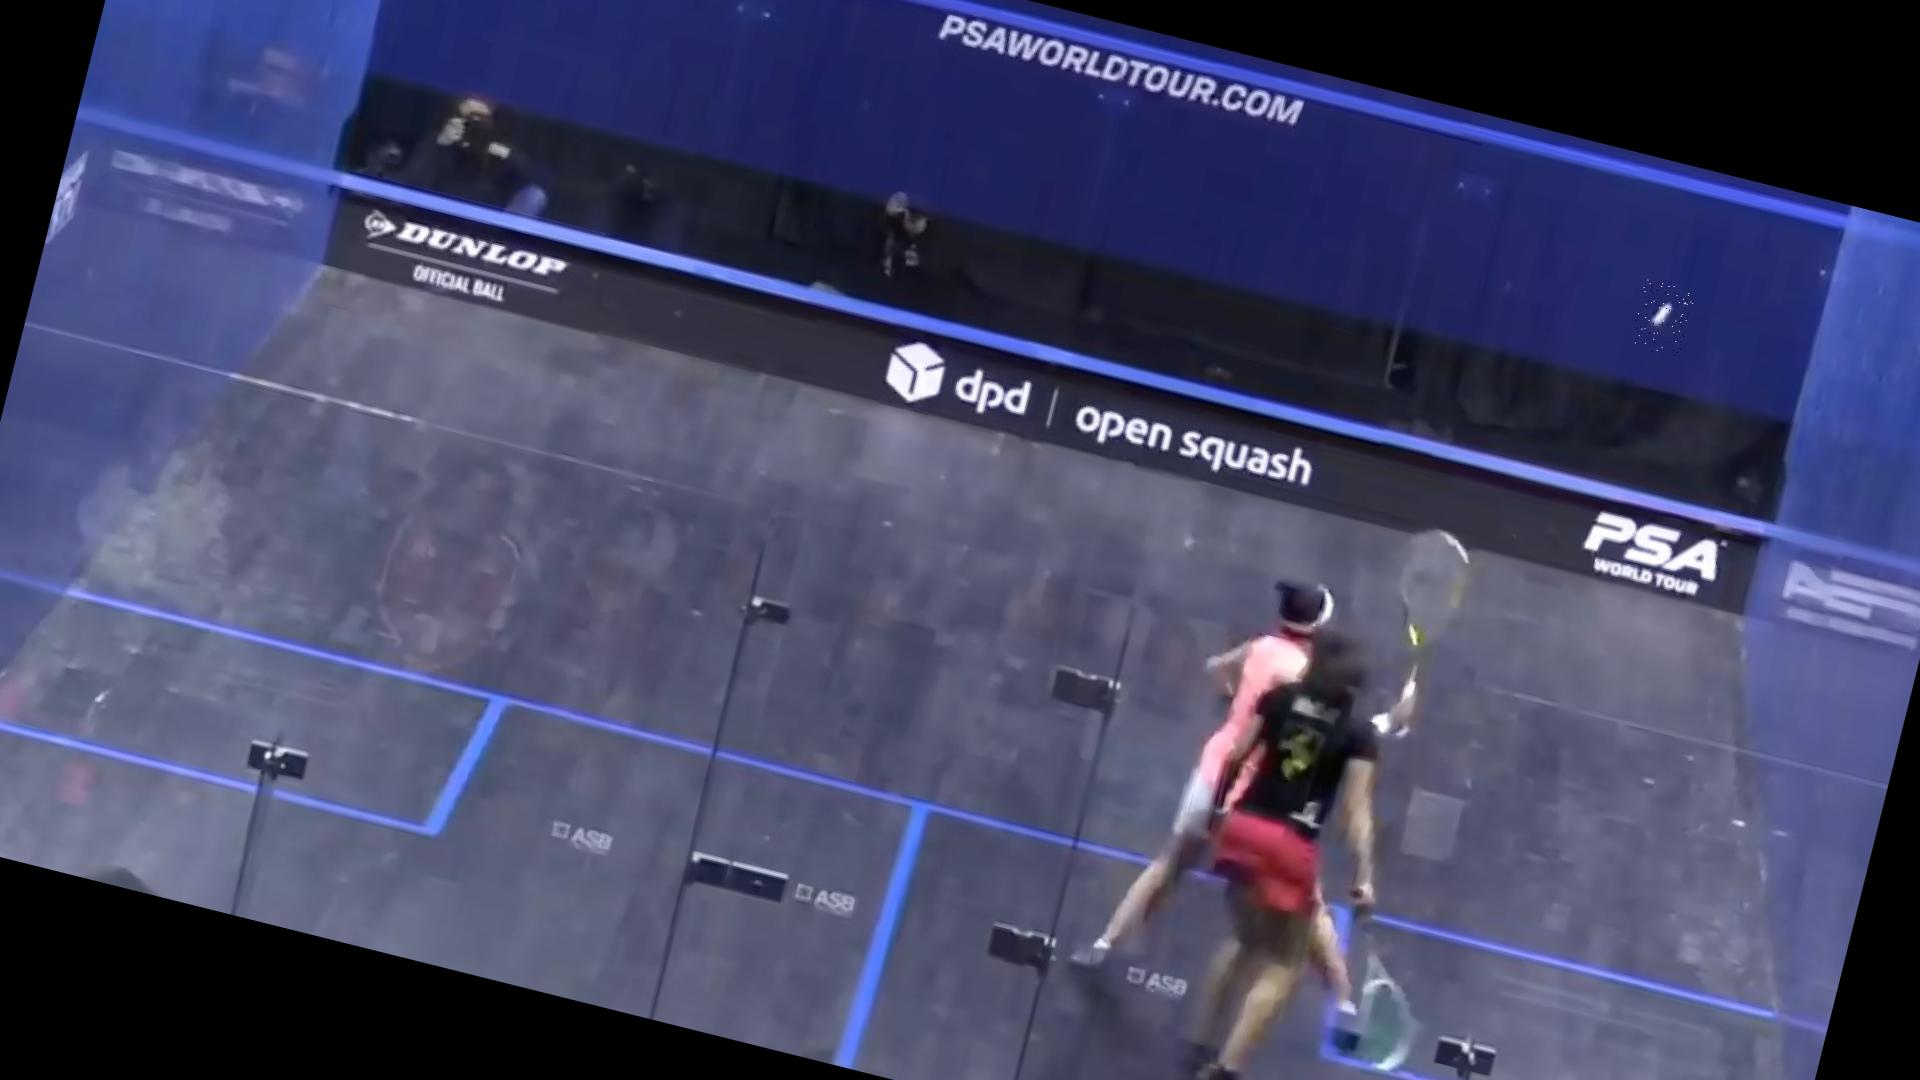 PSAWORLDTOUR.COM
DUNLOP
OFFICIAL BALL
dpd | open squash
PSA
WORLD TOUR
ASB
ASB
ASB